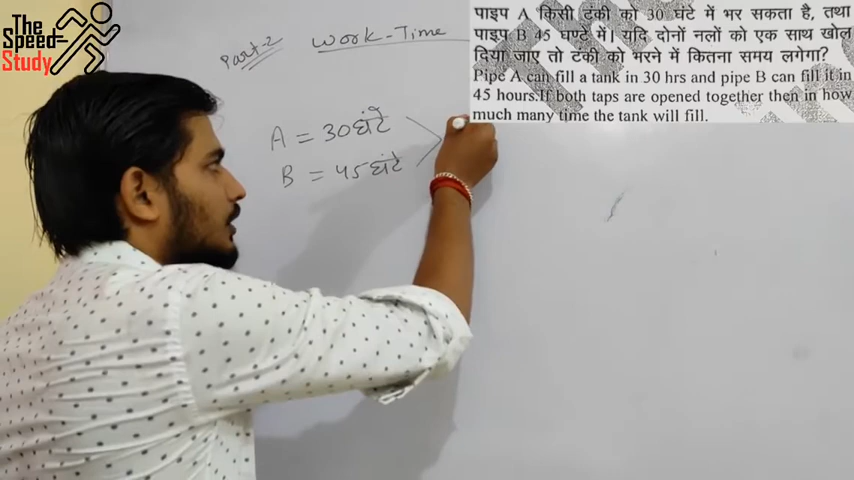 The
Speed
Study
Part-2
Work-Time
A = 30 घंटे
B = 45 घंटे
पाइप A किसी टंकी को 30 घंटे में भर सकता है, तथा
पाइप B 45 घण्टे में। यदि दोनों नलों को एक साथ खोल
दिया जाए तो टंकी को भरने में कितना समय लगेगा?
Pipe A can fill a tank in 30 hrs and pipe B can fill it in
45 hours.If both taps are opened together then in how
much many time the tank will fill.